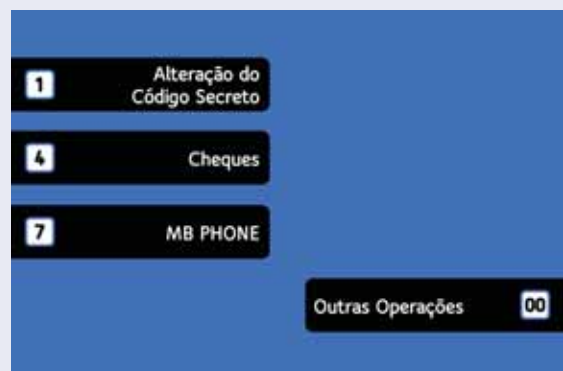 1
Alteração do
Código Secreto
4
Cheques
7
MB PHONE
Outras Operações
00